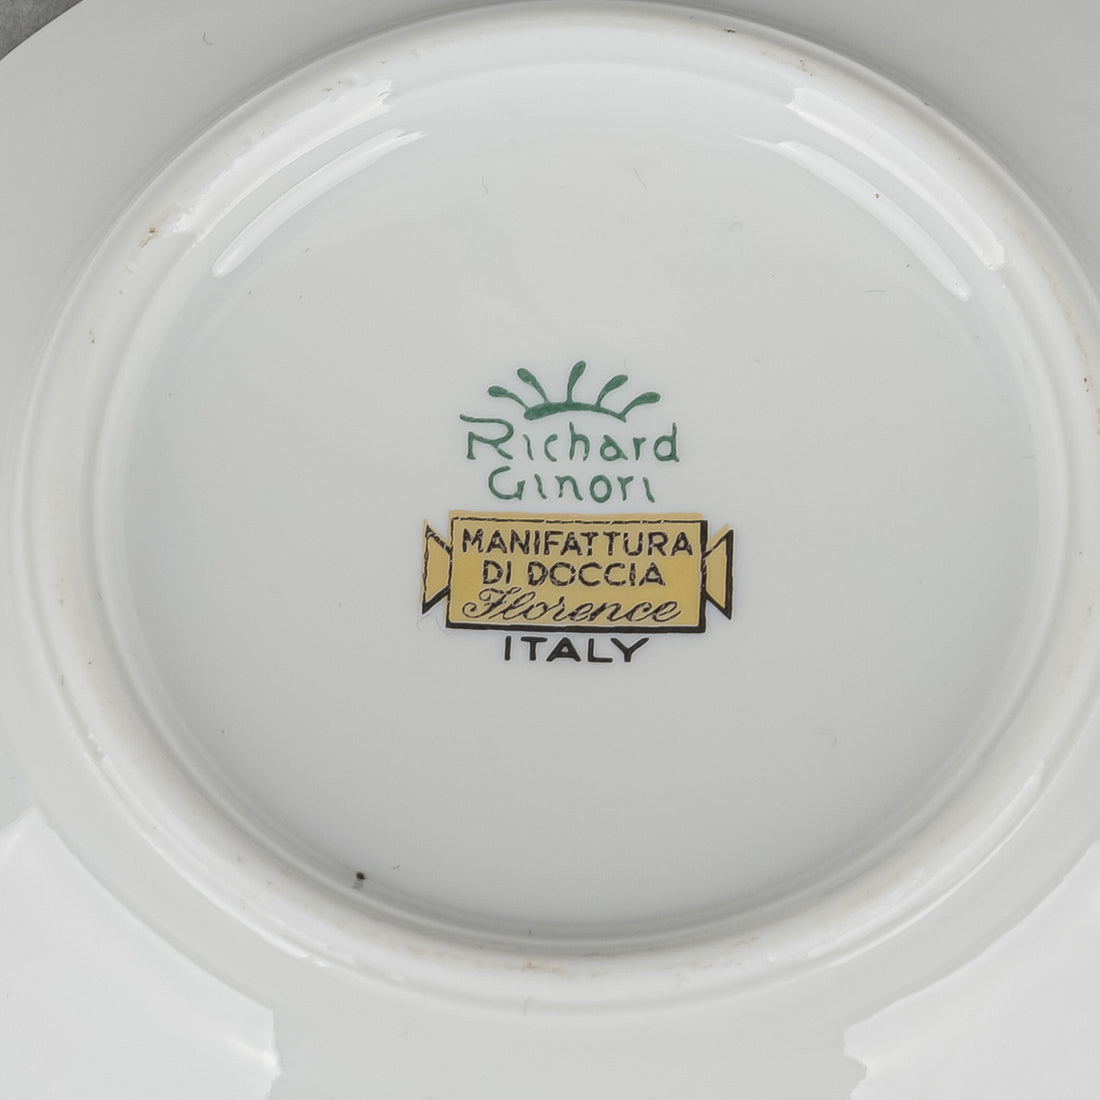 Richard
Ginori
MANIFATTURA
DI DOCCIA
Florence
ITALY